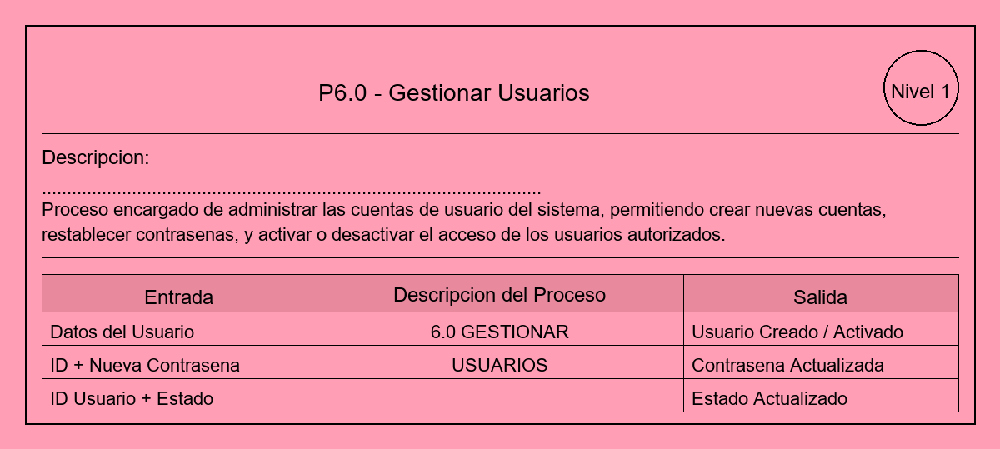 P6.0 - Gestionar Usuarios
Nivel 1
Descripcion:
....................................................................................................
Proceso encargado de administrar las cuentas de usuario del sistema, permitiendo crear nuevas cuentas,
restablecer contrasenas, y activar o desactivar el acceso de los usuarios autorizados.
Entrada Descripcion del Proceso Salida
Datos del Usuario 6.0 GESTIONAR Usuario Creado / Activado
ID + Nueva Contrasena USUARIOS Contrasena Actualizada
ID Usuario + Estado Estado Actualizado